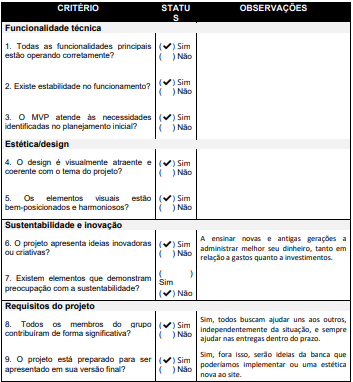 CRITÉRIO STATU OBSERVAÇÕES
S
Funcionalidade técnica
1. Todas as funcionalidades principais
estão operando corretamente?
(✔) Sim
( ) Não
2. Existe estabilidade no funcionamento?
(✔) Sim
( ) Não
3. O MVP atende às necessidades
identificadas no planejamento inicial?
(✔) Sim
( ) Não
Estética/design
4. O design é visualmente atraente e
coerente com o tema do projeto?
(✔) Sim
( ) Não
5. Os elementos visuais estão
bem-posicionados e harmoniosos?
(✔) Sim
( ) Não
Sustentabilidade e inovação
6. O projeto apresenta ideias inovadoras
ou criativas?
(✔) Sim
( ) Não
A ensinar novas e antigas gerações a
administrar melhor seu dinheiro, tanto em
relação a gastos quanto a investimentos.
7. Existem elementos que demonstram
preocupação com a sustentabilidade?
( )
Sim
(✔) Não
Requisitos do projeto
8. Todos os membros do grupo
contribuíram de forma significativa?
(✔) Sim
( ) Não
Sim, todos buscam ajudar uns aos outros,
independentemente da situação, e sempre
ajudar nas entregas dentro do prazo.
9. O projeto está preparado para ser
apresentado em sua versão final?
(✔) Sim
( ) Não
Sim, fora isso, serão ideias da banca que
poderíamos implementar ou uma estética
nova ao site.